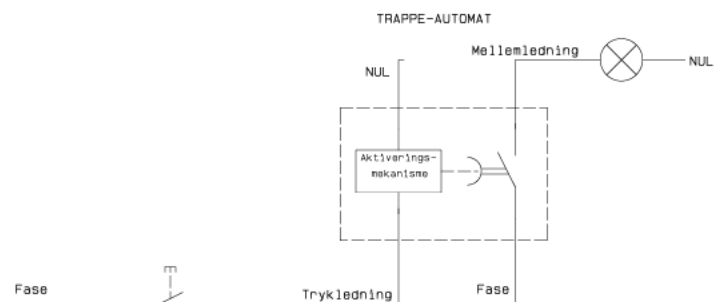 TRAPPE-AUTOMAT
Mellemledning
NUL
NUL
Aktiverings-
mekanisme
Fase
Trykledning
Fase